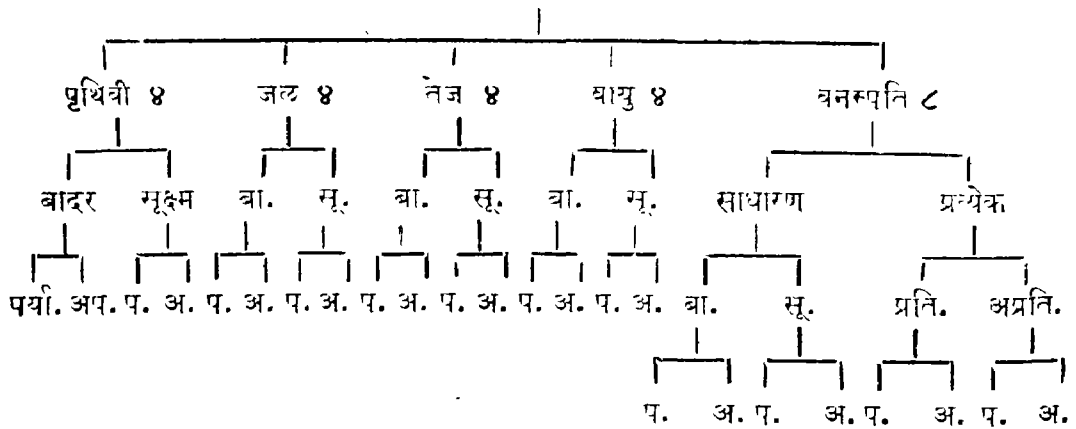 पृथिवी ४ जल ४ तेज ४ वायु ४ वनस्पति ८
बादर सूक्ष्म बा. सू. बा. सू. बा. सू. साधारण प्रत्येक
पर्या. अप. प. अ. प. अ. प. अ. प. अ. प. अ. प. अ. प. अ. बा. सू. प्रति. अप्रति.
प. अ. प. अ. प. अ. प. अ.